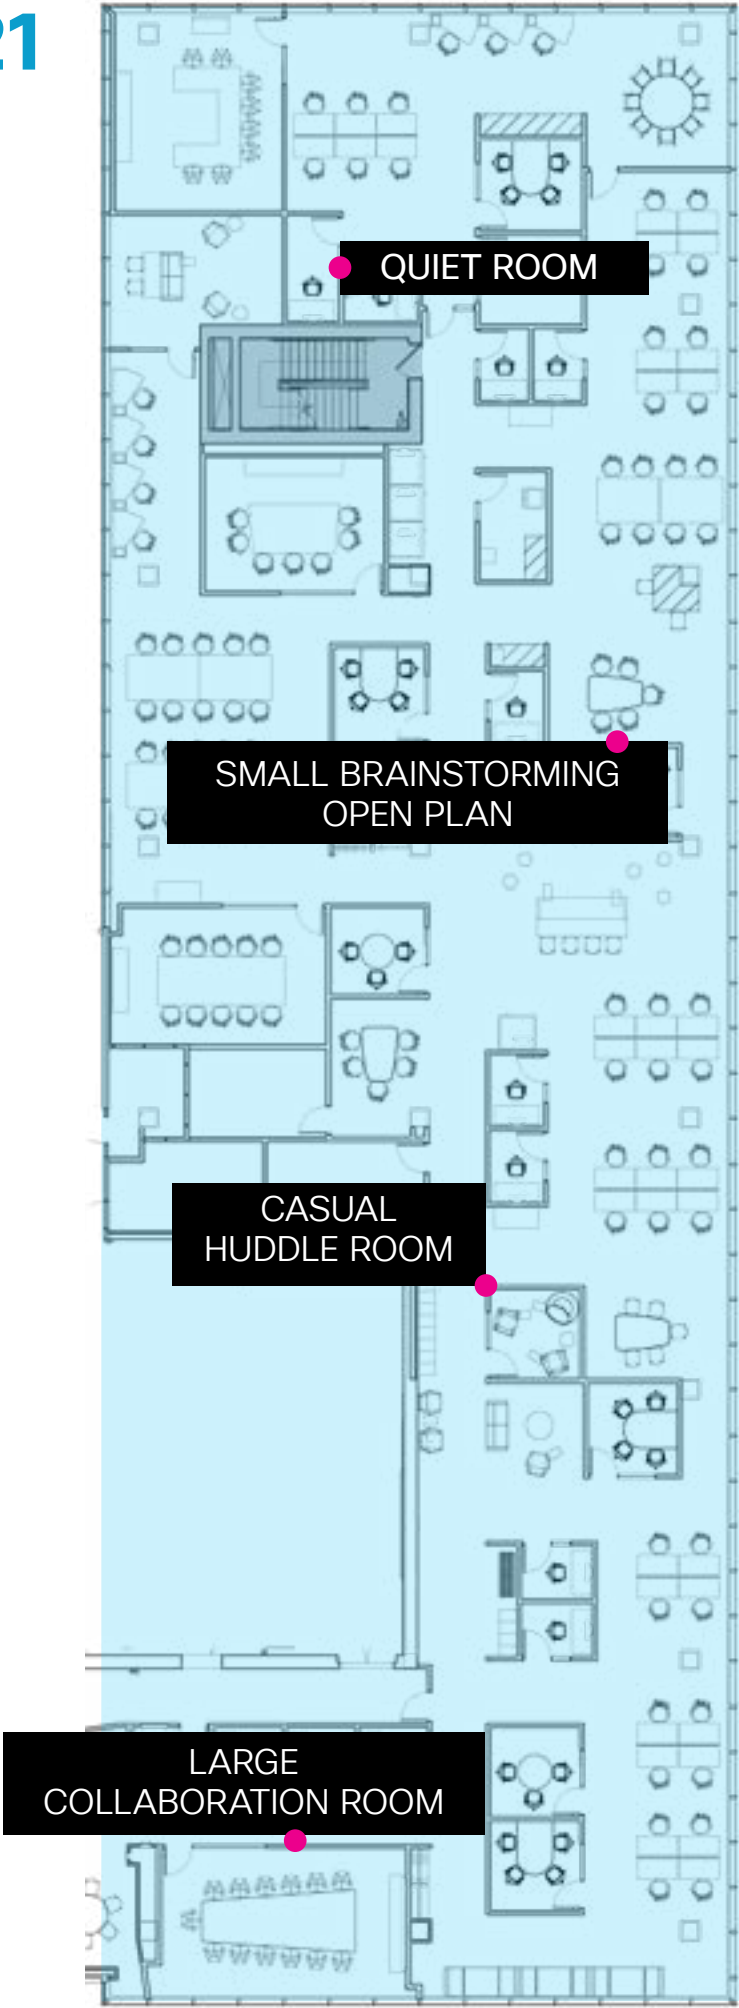 21
QUIET ROOM
SMALL BRAINSTORMING
OPEN PLAN
CASUAL
HUDDLE ROOM
LARGE
COLLABORATION ROOM